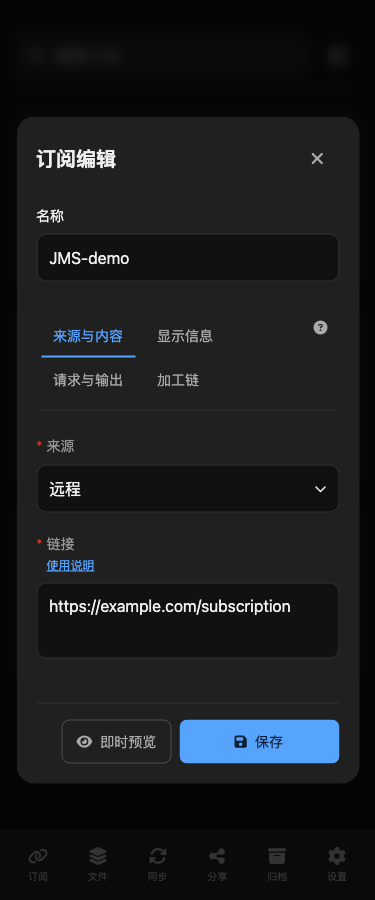 订阅编辑
名称
JMS-demo
来源与内容
显示信息
请求与输出
加工链
* 来源
远程
* 链接
使用说明
https://example.com/subscription
即时预览
保存
订阅
文件
同步
分享
归档
设置